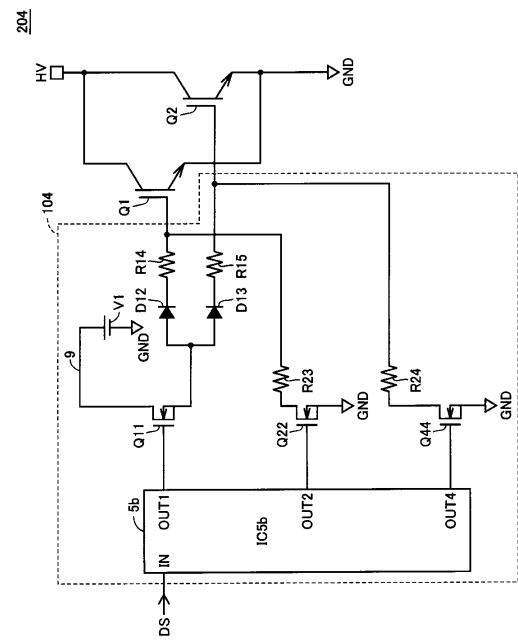 204
HV
Q2
GND
Q1
104
R14
R15
D12
D13
V1
GND
9
Q11
R23
R24
Q22
GND
Q44
GND
5b
IN
OUT1
IC5b
OUT2
OUT4
DS